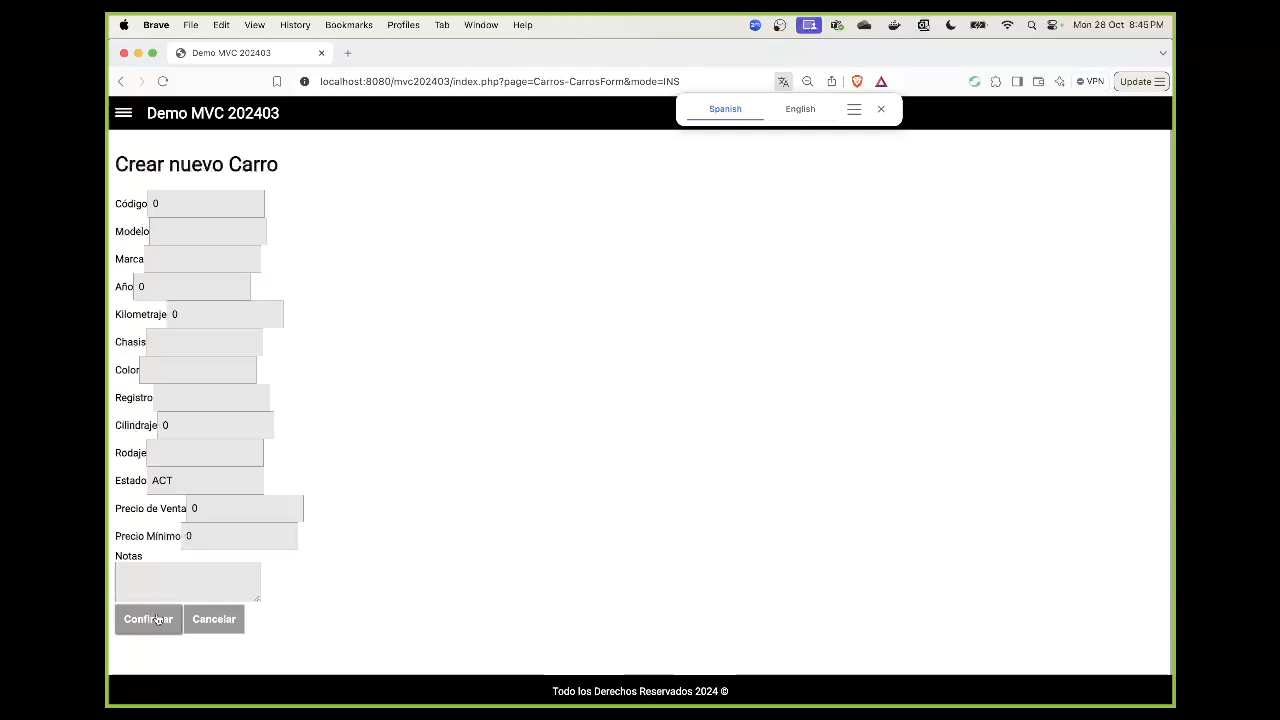 Brave File Edit View History Bookmarks Profiles Tab Window Help Mon 28 Oct 8:45 PM
Demo MVC 202403
localhost:8080/mvc202403/index.php?page=Carros-CarrosForm&mode=INS VPN Update
Spanish English
Demo MVC 202403
Crear nuevo Carro
Código 0
Modelo
Marca
Año 0
Kilometraje 0
Chasis
Color
Registro
Cilindraje 0
Rodaje
Estado ACT
Precio de Venta 0
Precio Mínimo 0
Notas
Confirmar Cancelar
Todo los Derechos Reservados 2024 ©